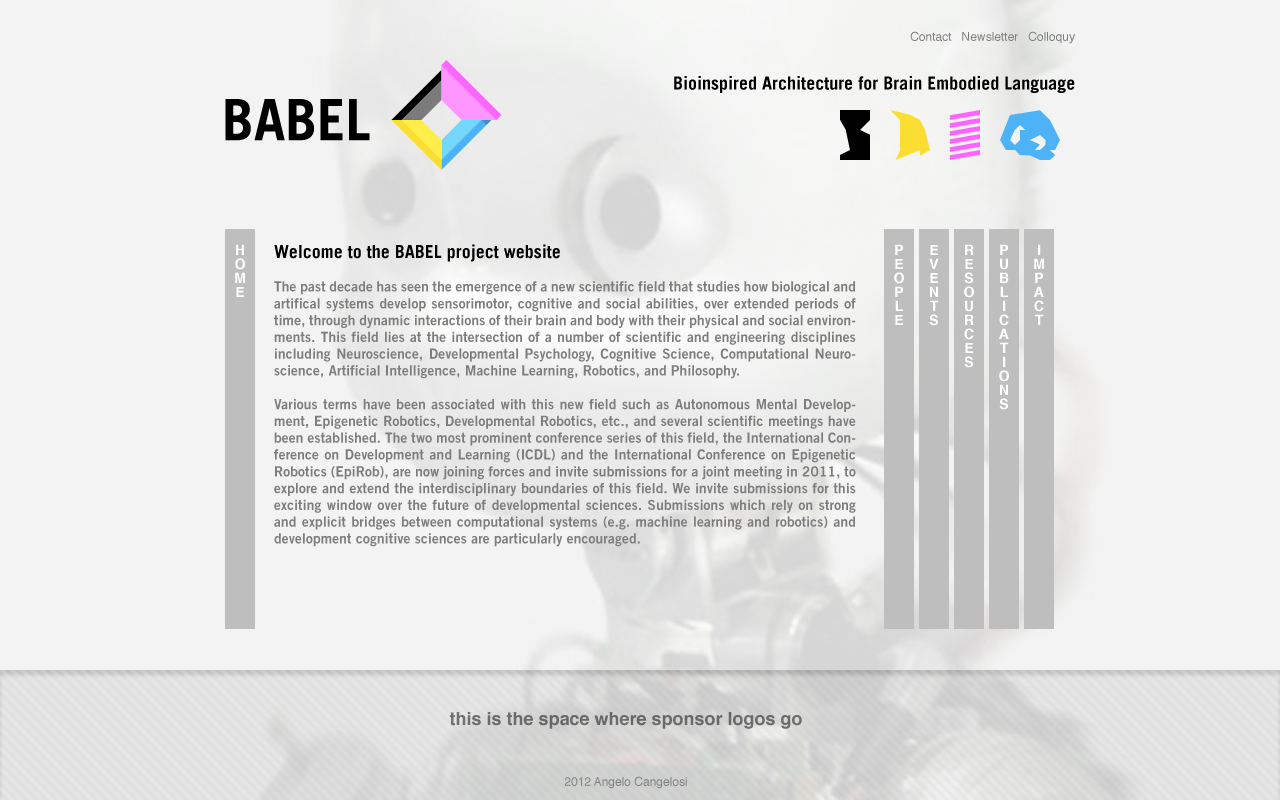 Contact Newsletter Colloquy
Bioinspired Architecture for Brain Embodied Language
BABEL
HOME
Welcome to the BABEL project website
The past decade has seen the emergence of a new scientific field that studies how biological and
artifical systems develop sensorimotor, cognitive and social abilities, over extended periods of
time, through dynamic interactions of their brain and body with their physical and social environ-
ments. This field lies at the intersection of a number of scientific and engineering disciplines
including Neuroscience, Developmental Psychology, Cognitive Science, Computational Neuro-
science, Artificial Intelligence, Machine Learning, Robotics, and Philosophy.
Various terms have been associated with this new field such as Autonomous Mental Develop-
ment, Epigenetic Robotics, Developmental Robotics, etc., and several scientific meetings have
been established. The two most prominent conference series of this field, the International Con-
ference on Development and Learning (ICDL) and the International Conference on Epigenetic
Robotics (EpiRob), are now joining forces and invite submissions for a joint meeting in 2011, to
explore and extend the interdisciplinary boundaries of this field. We invite submissions for this
exciting window over the future of developmental sciences. Submissions which rely on strong
and explicit bridges between computational systems (e.g. machine learning and robotics) and
development cognitive sciences are particularly encouraged.
PEOPLE
EVENTS
RESOURCES
PUBLICATIONS
IMPACT
this is the space where sponsor logos go
2012 Angelo Cangelosi